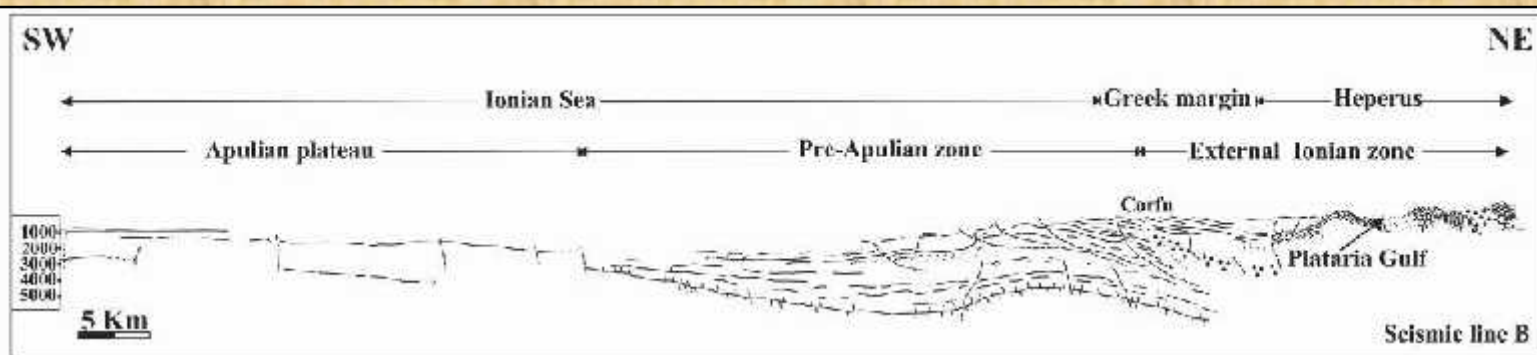 SW NE
Ionian Sea Greek margin Heperus
Apulian plateau Pre-Apulian zone External Ionian zone
Corfu
1000
2000
3000
4000
5000
Plataria Gulf
5 Km
Seismic line B